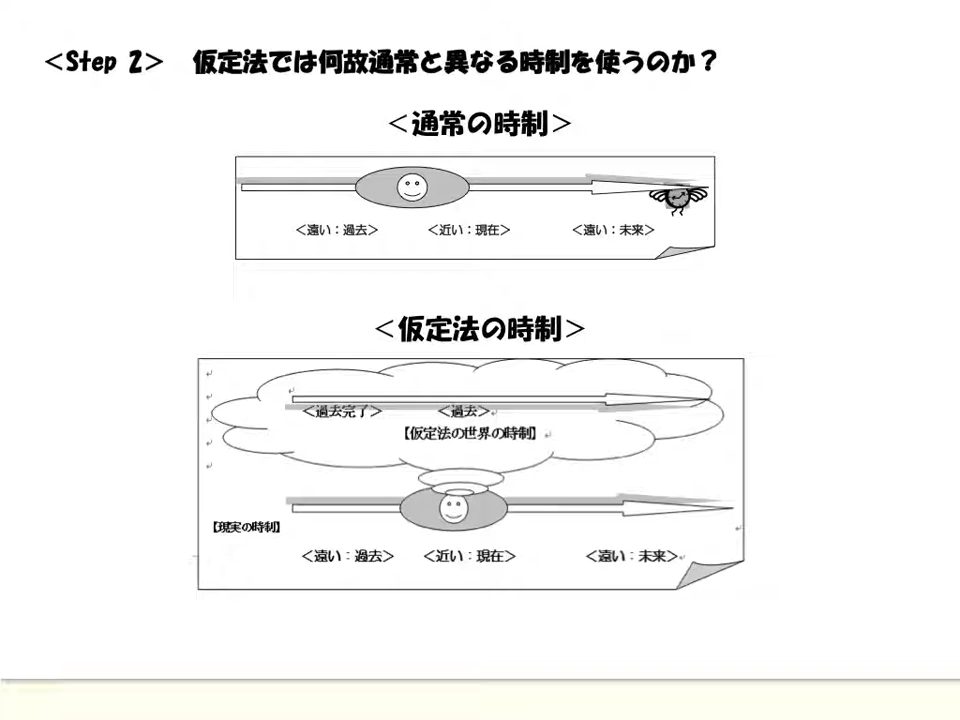 ＜Step 2＞　仮定法では何故通常と異なる時制を使うのか？
＜通常の時制＞
＜遠い：過去＞　＜近い：現在＞　＜遠い：未来＞
＜仮定法の時制＞
＜過去完了＞　＜過去＞
【仮定法の世界の時制】
【現実の時制】
＜遠い：過去＞　＜近い：現在＞　＜遠い：未来＞